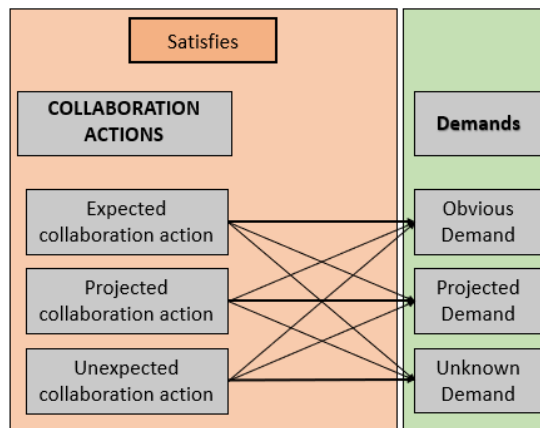 Satisfies
COLLABORATION
ACTIONS
Demands
Expected
collaboration action
Obvious
Demand
Projected
collaboration action
Projected
Demand
Unexpected
collaboration action
Unknown
Demand